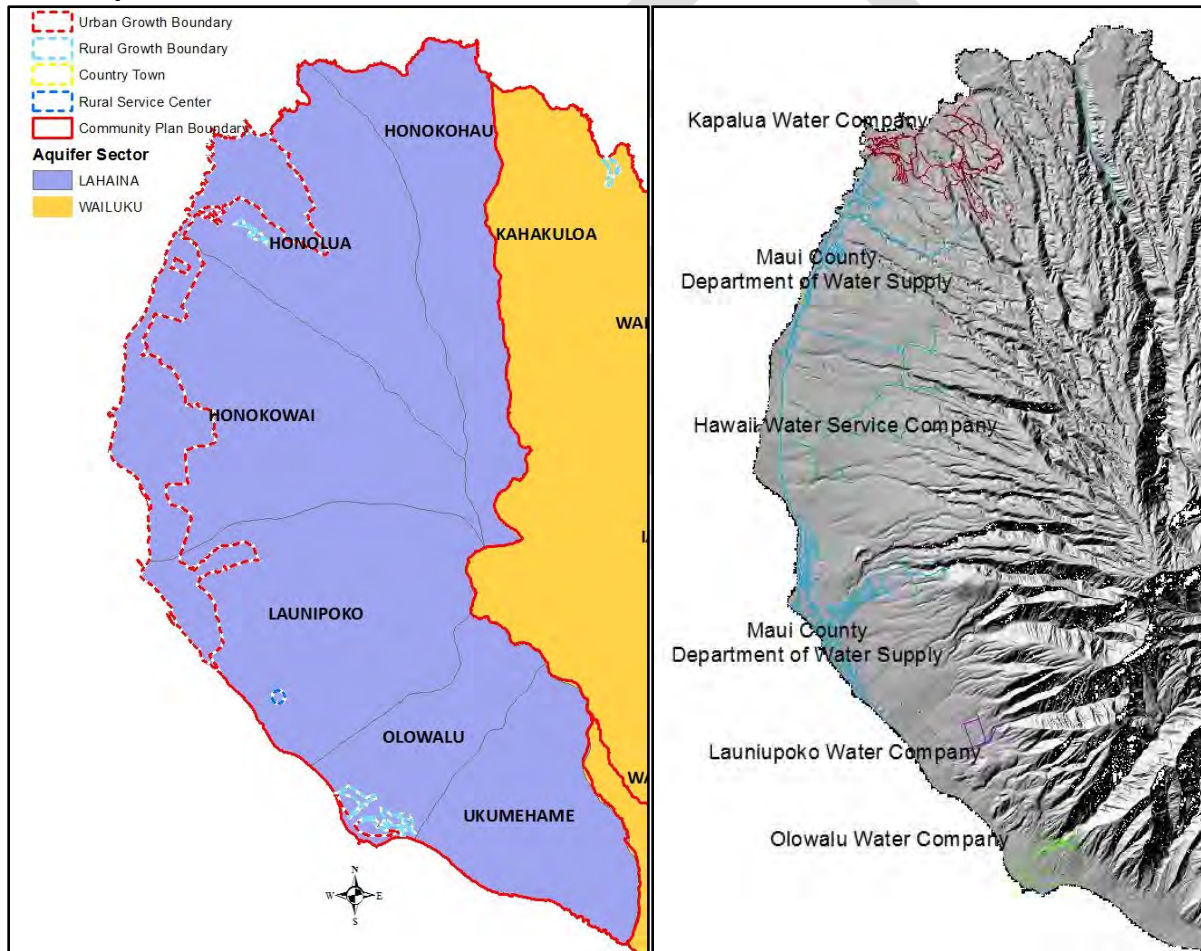 Urban Growth Boundary
Rural Growth Boundary
Country Town
Rural Service Center
Community Plan Boundary
Aquifer Sector
LAHAINA
WAILUKU
HONOKOHAU
KAHAKULOA
HONOLUA
WAI
HONOKOWAI
LAUNIPOKO
OLOWALU
UKUMEHAME
N
W
E
S
Kapalua Water Company
Maui County
Department of Water Supply
Hawaii Water Service Company
Maui County
Department of Water Supply
Launiupoko Water Company
Olowalu Water Company